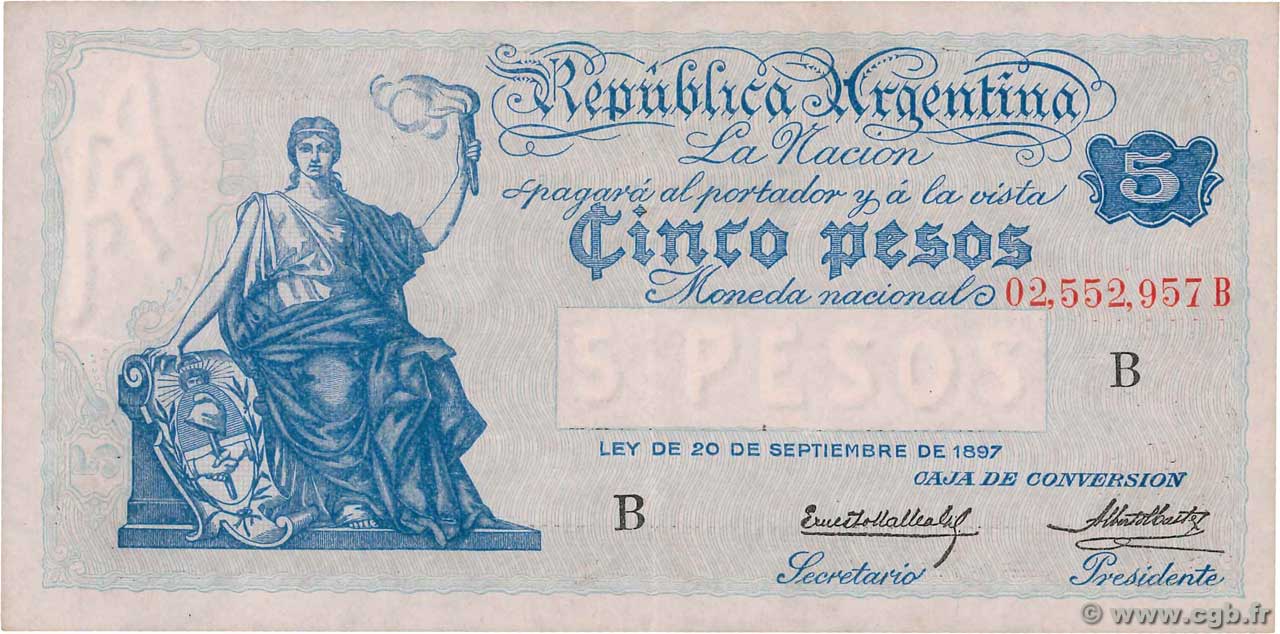 República Argentina
La Nacion
pagará al portador y á la vista
5
Cinco pesos
Moneda nacional 02,552,957 B
5 PESOS
B
LEY DE 20 DE SEPTIEMBRE DE 1897
CAJA DE CONVERSION
B
Secretario Presidente
© www.cgb.fr